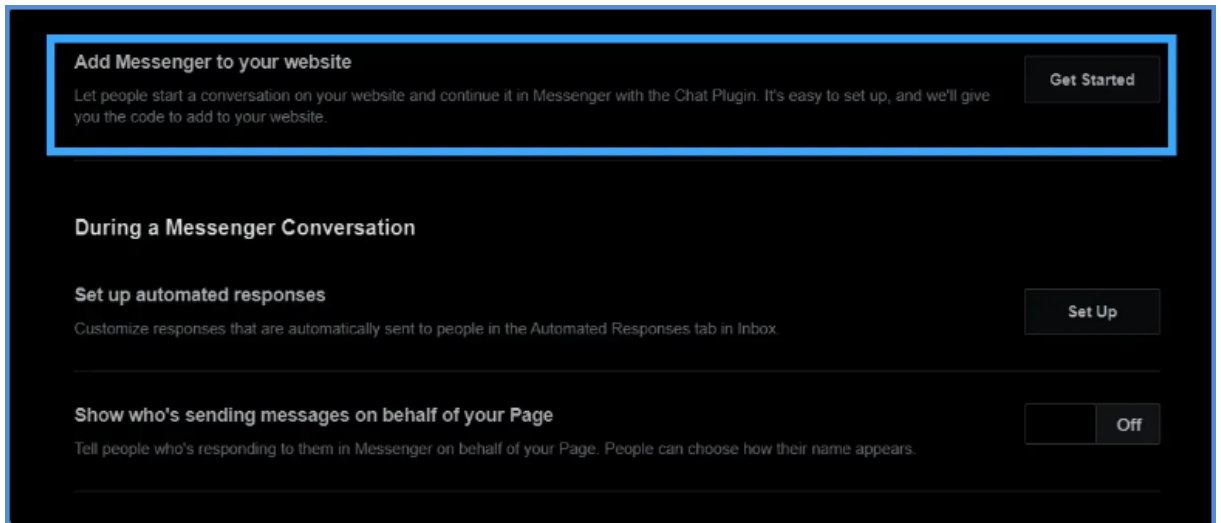 Add Messenger to your website
Get Started
Let people start a conversation on your website and continue it in Messenger with the Chat Plugin. It's easy to set up, and we'll give
you the code to add to your website.
During a Messenger Conversation
Set up automated responses
Set Up
Customize responses that are automatically sent to people in the Automated Responses tab in Inbox.
Show who's sending messages on behalf of your Page
Off
Tell people who's responding to them in Messenger on behalf of your Page. People can choose how their name appears.